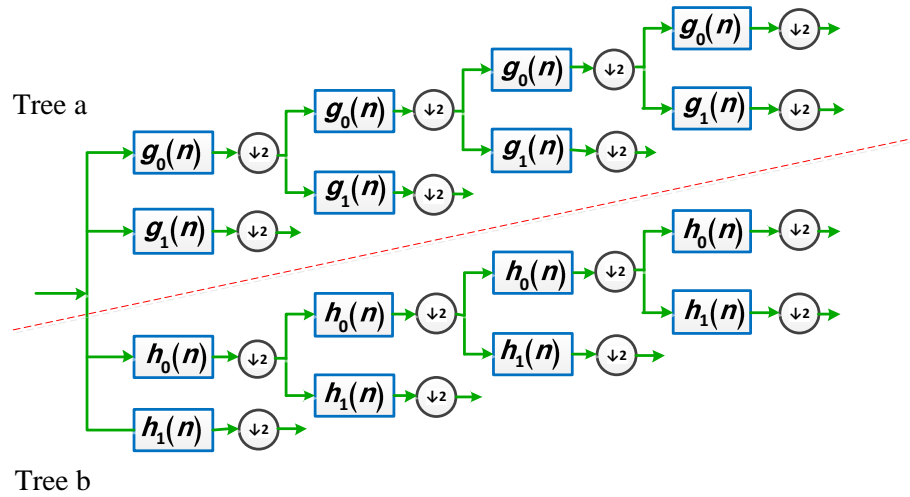 g₀(n) ↓2
g₀(n) ↓2
Tree a
g₀(n) ↓2
g₁(n) ↓2
g₀(n) ↓2
g₁(n) ↓2
g₁(n) ↓2
g₁(n) ↓2
h₀(n) ↓2
h₀(n) ↓2
h₀(n) ↓2
h₁(n) ↓2
h₀(n) ↓2
h₁(n) ↓2
h₁(n) ↓2
h₁(n) ↓2
Tree b